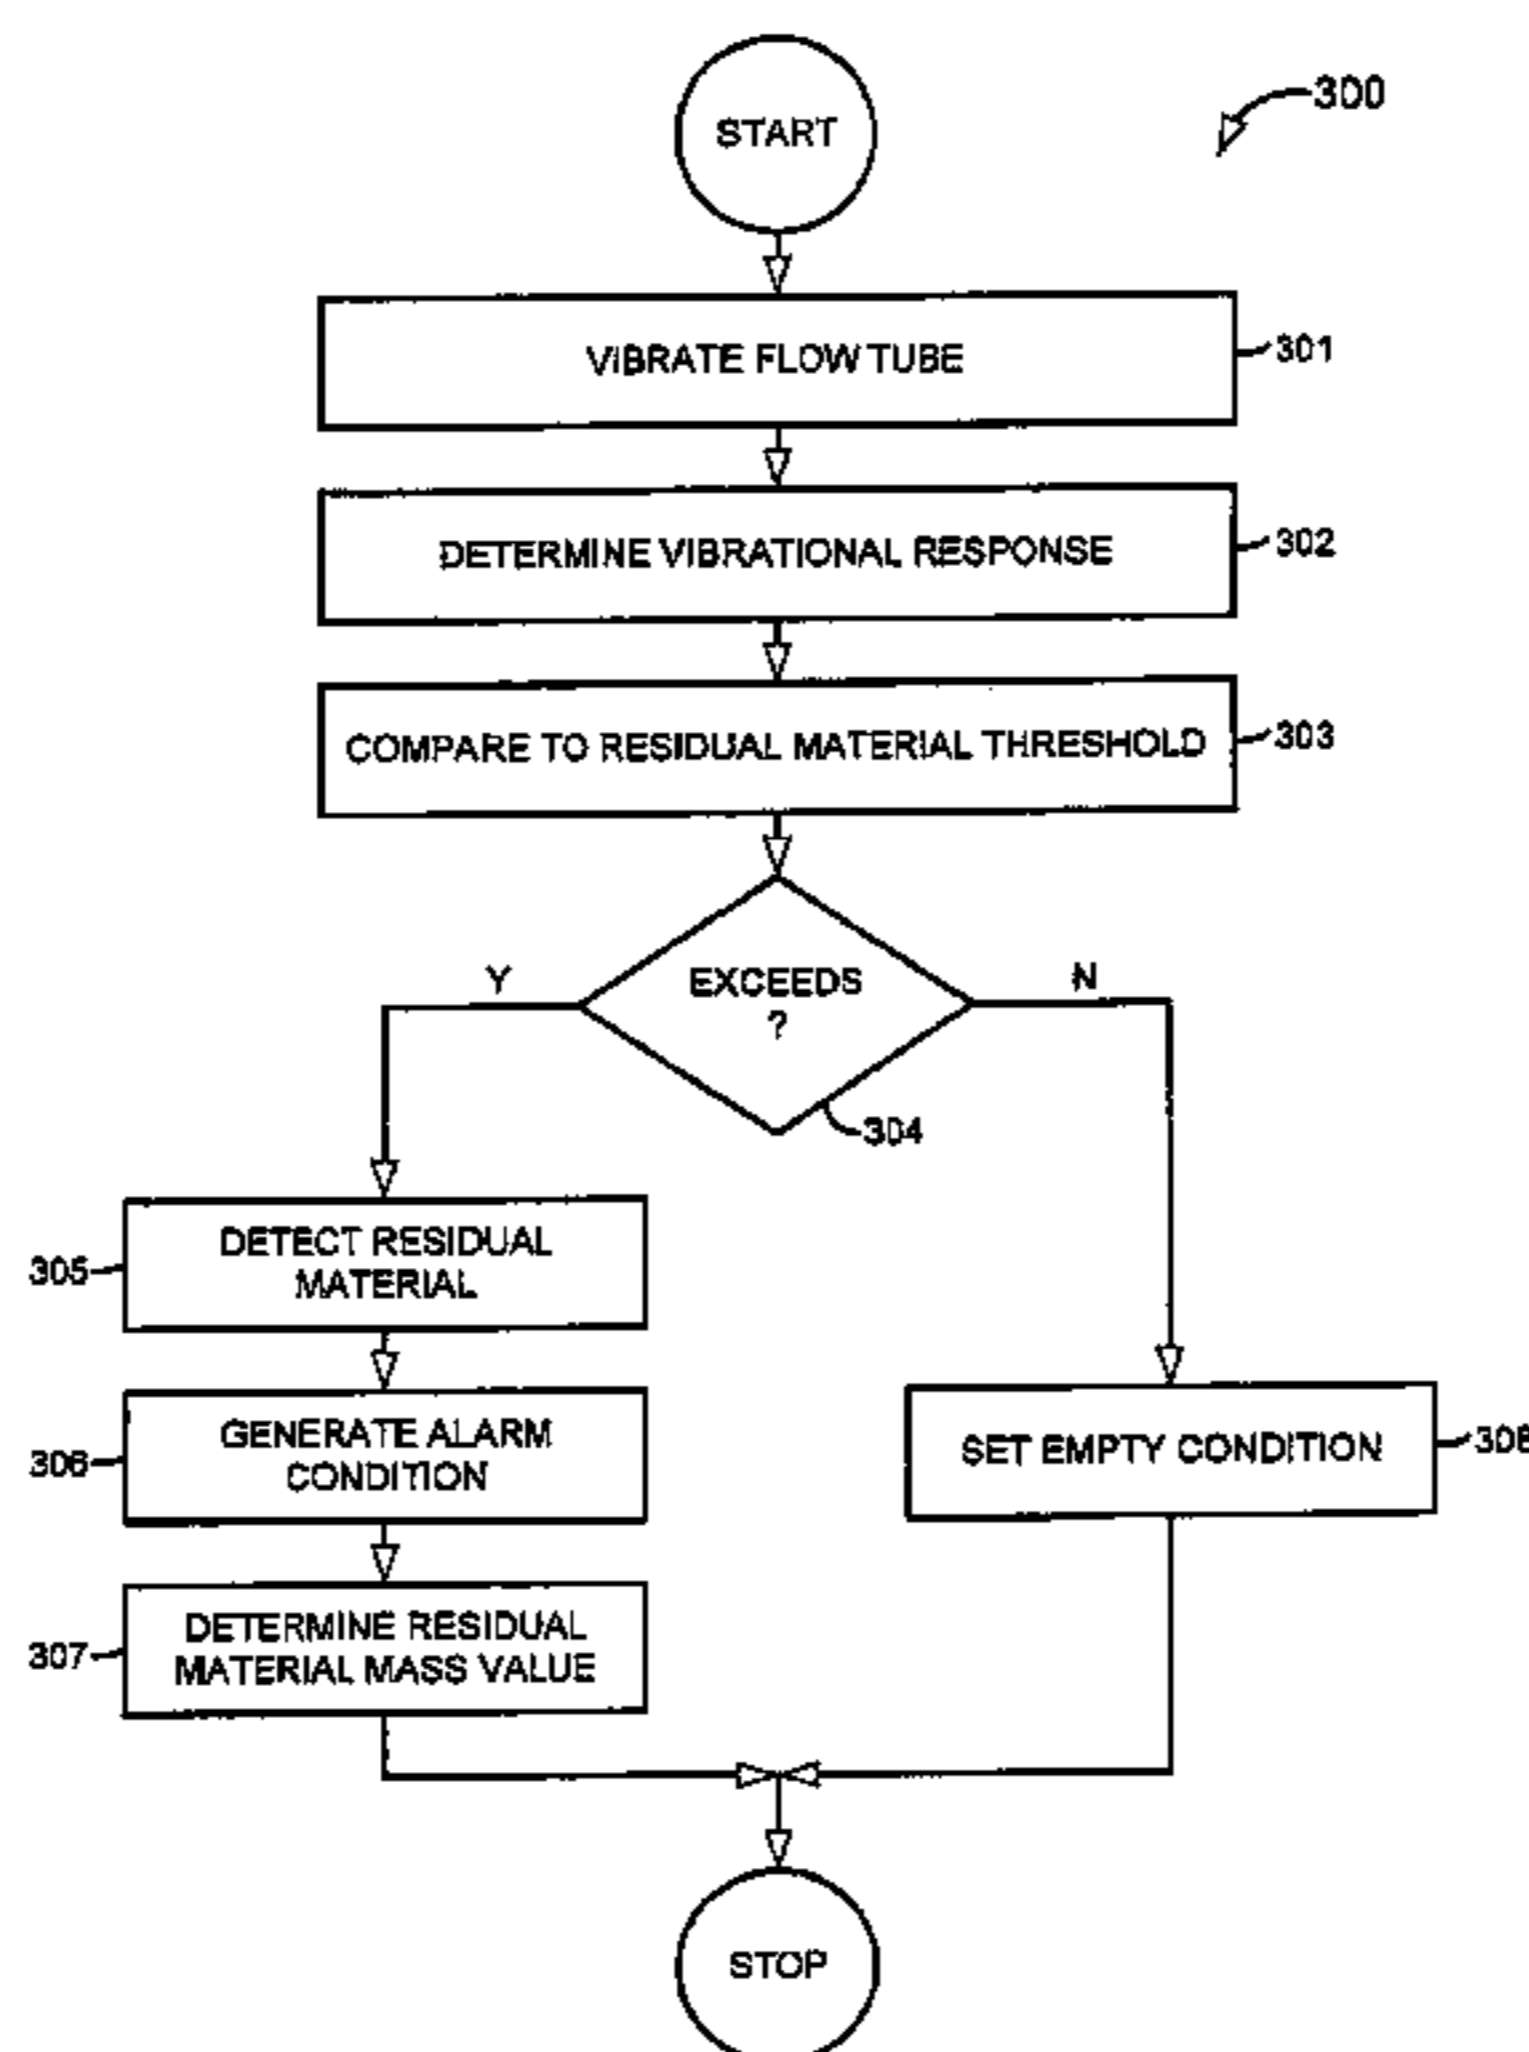 START
300
VIBRATE FLOW TUBE
301
DETERMINE VIBRATIONAL RESPONSE
302
COMPARE TO RESIDUAL MATERIAL THRESHOLD
303
Y
EXCEEDS
?
N
304
305
DETECT RESIDUAL
MATERIAL
306
GENERATE ALARM
CONDITION
SET EMPTY CONDITION
308
307
DETERMINE RESIDUAL
MATERIAL MASS VALUE
STOP